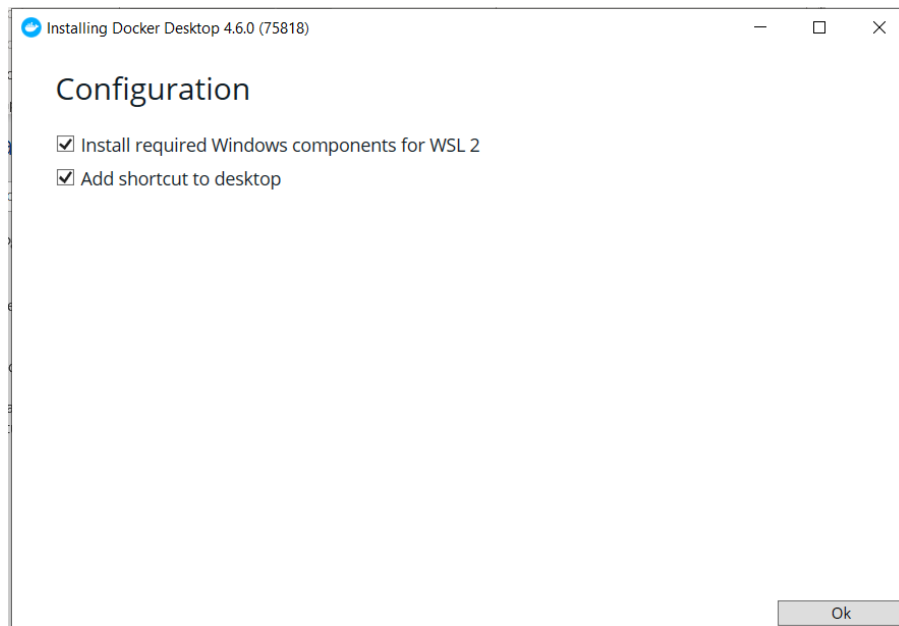 Installing Docker Desktop 4.6.0 (75818)
Configuration
Install required Windows components for WSL 2
Add shortcut to desktop
Ok